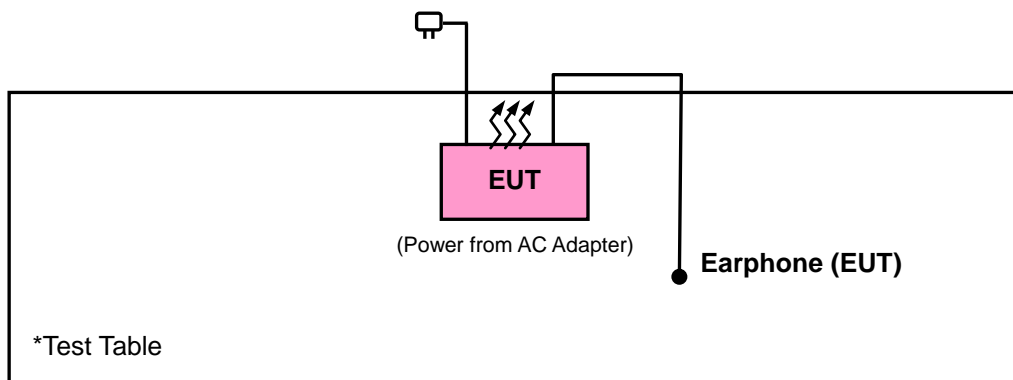 EUT
(Power from AC Adapter)
Earphone (EUT)
*Test Table